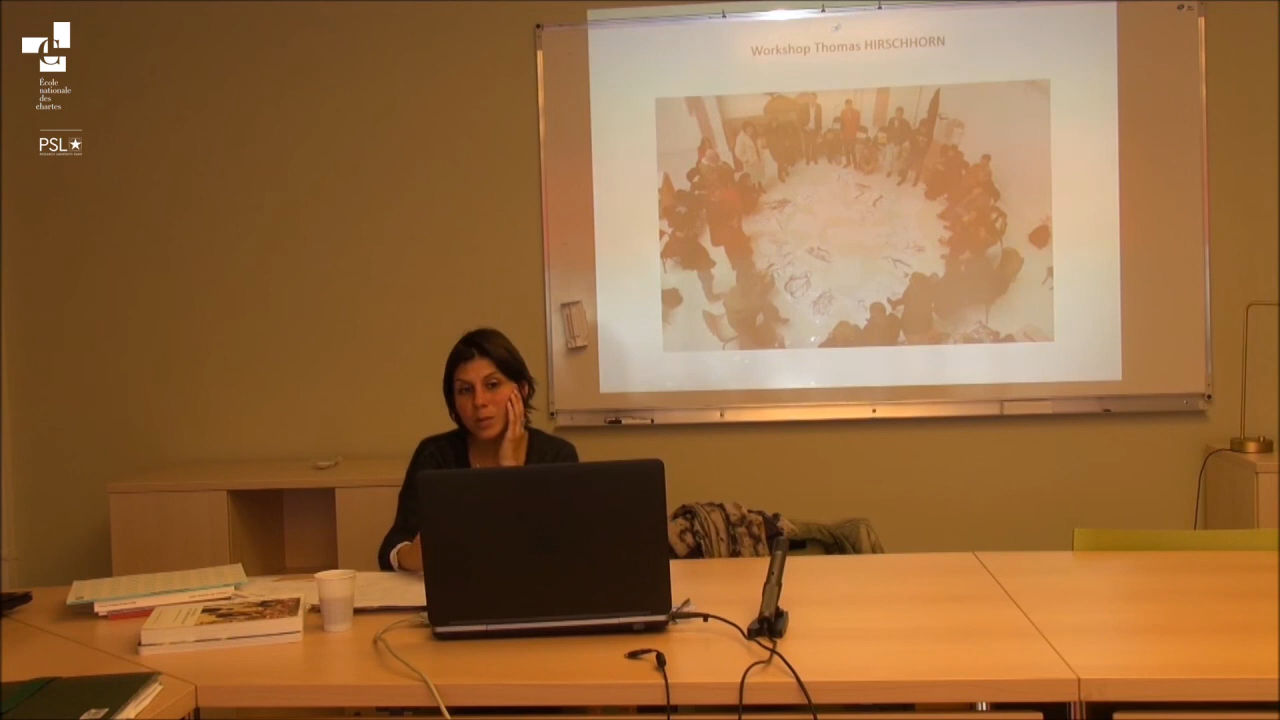 École
nationale
des
chartes
PSL
Workshop Thomas HIRSCHHORN